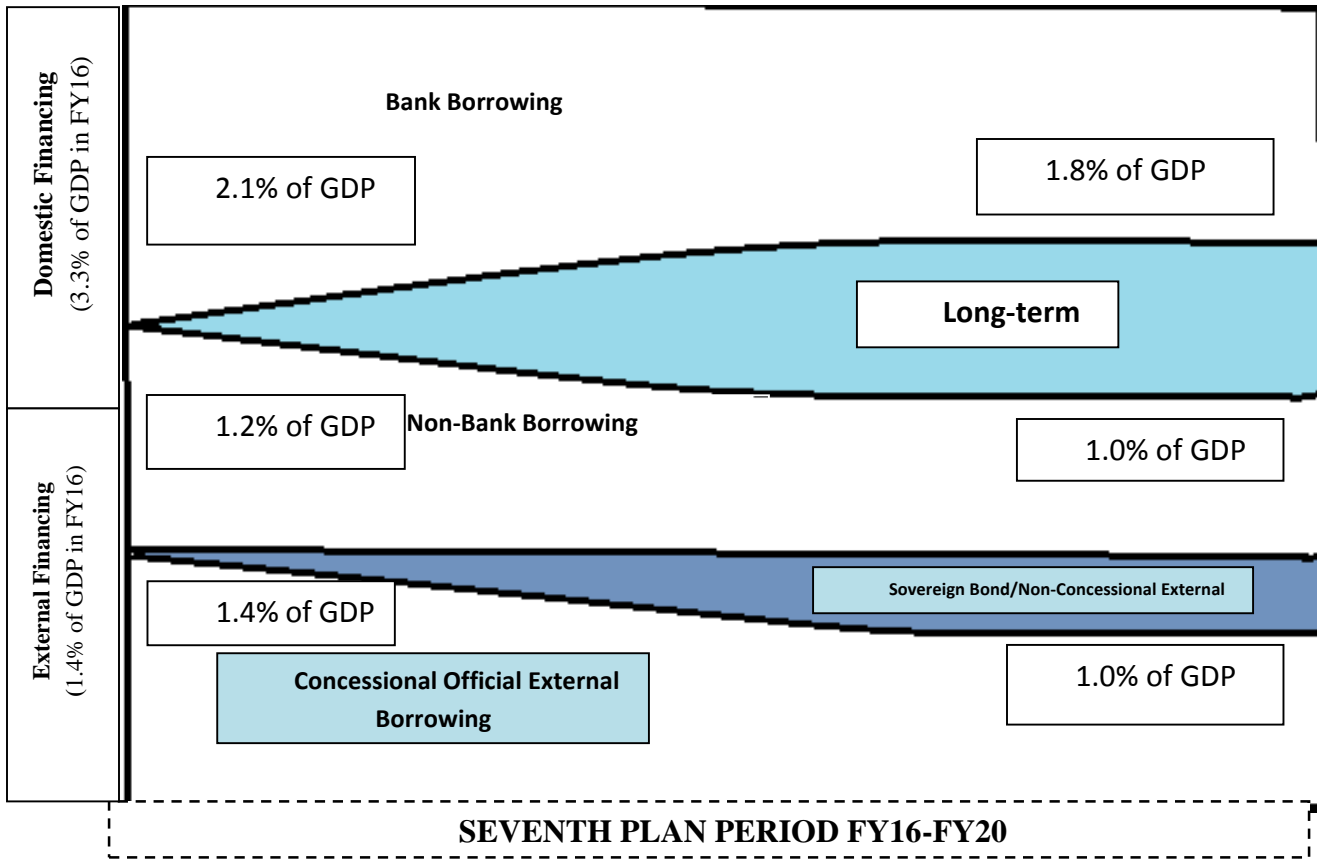 Domestic Financing
(3.3% of GDP in FY16)
Bank Borrowing
2.1% of GDP
1.8% of GDP
Long-term
1.2% of GDP
Non-Bank Borrowing
1.0% of GDP
External Financing
(1.4% of GDP in FY16)
Sovereign Bond/Non-Concessional External
1.4% of GDP
Concessional Official External
Borrowing
1.0% of GDP
SEVENTH PLAN PERIOD FY16-FY20